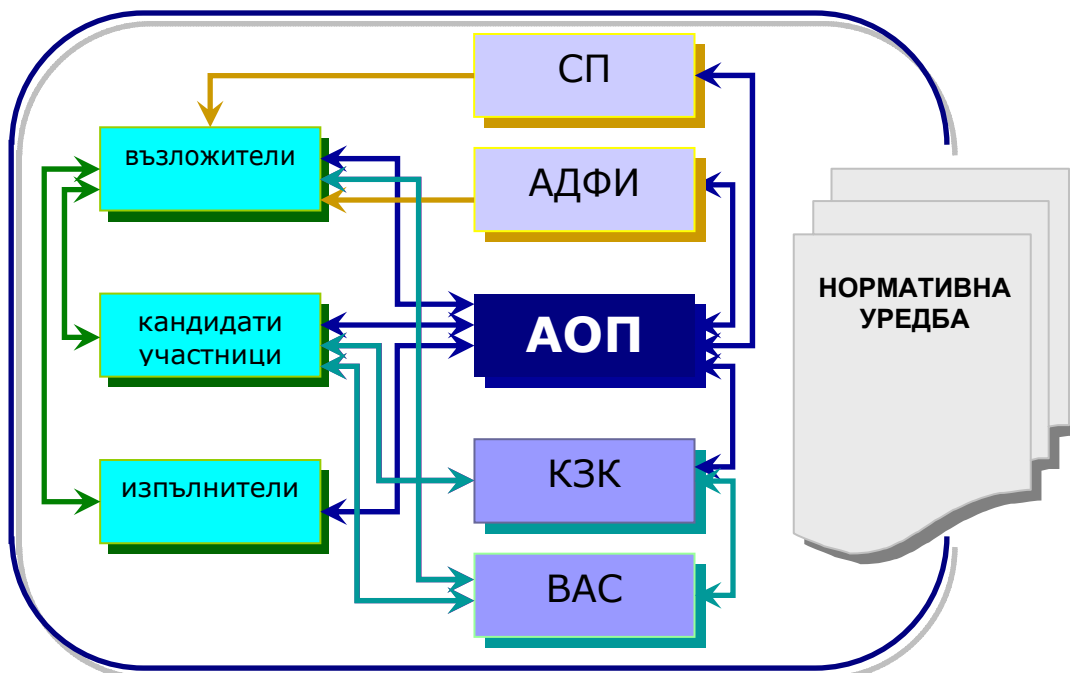 СП
възложители
АДФИ
НОРМАТИВНА
УРЕДБА
кандидати
участници
АОП
изпълнители
КЗК
ВАС